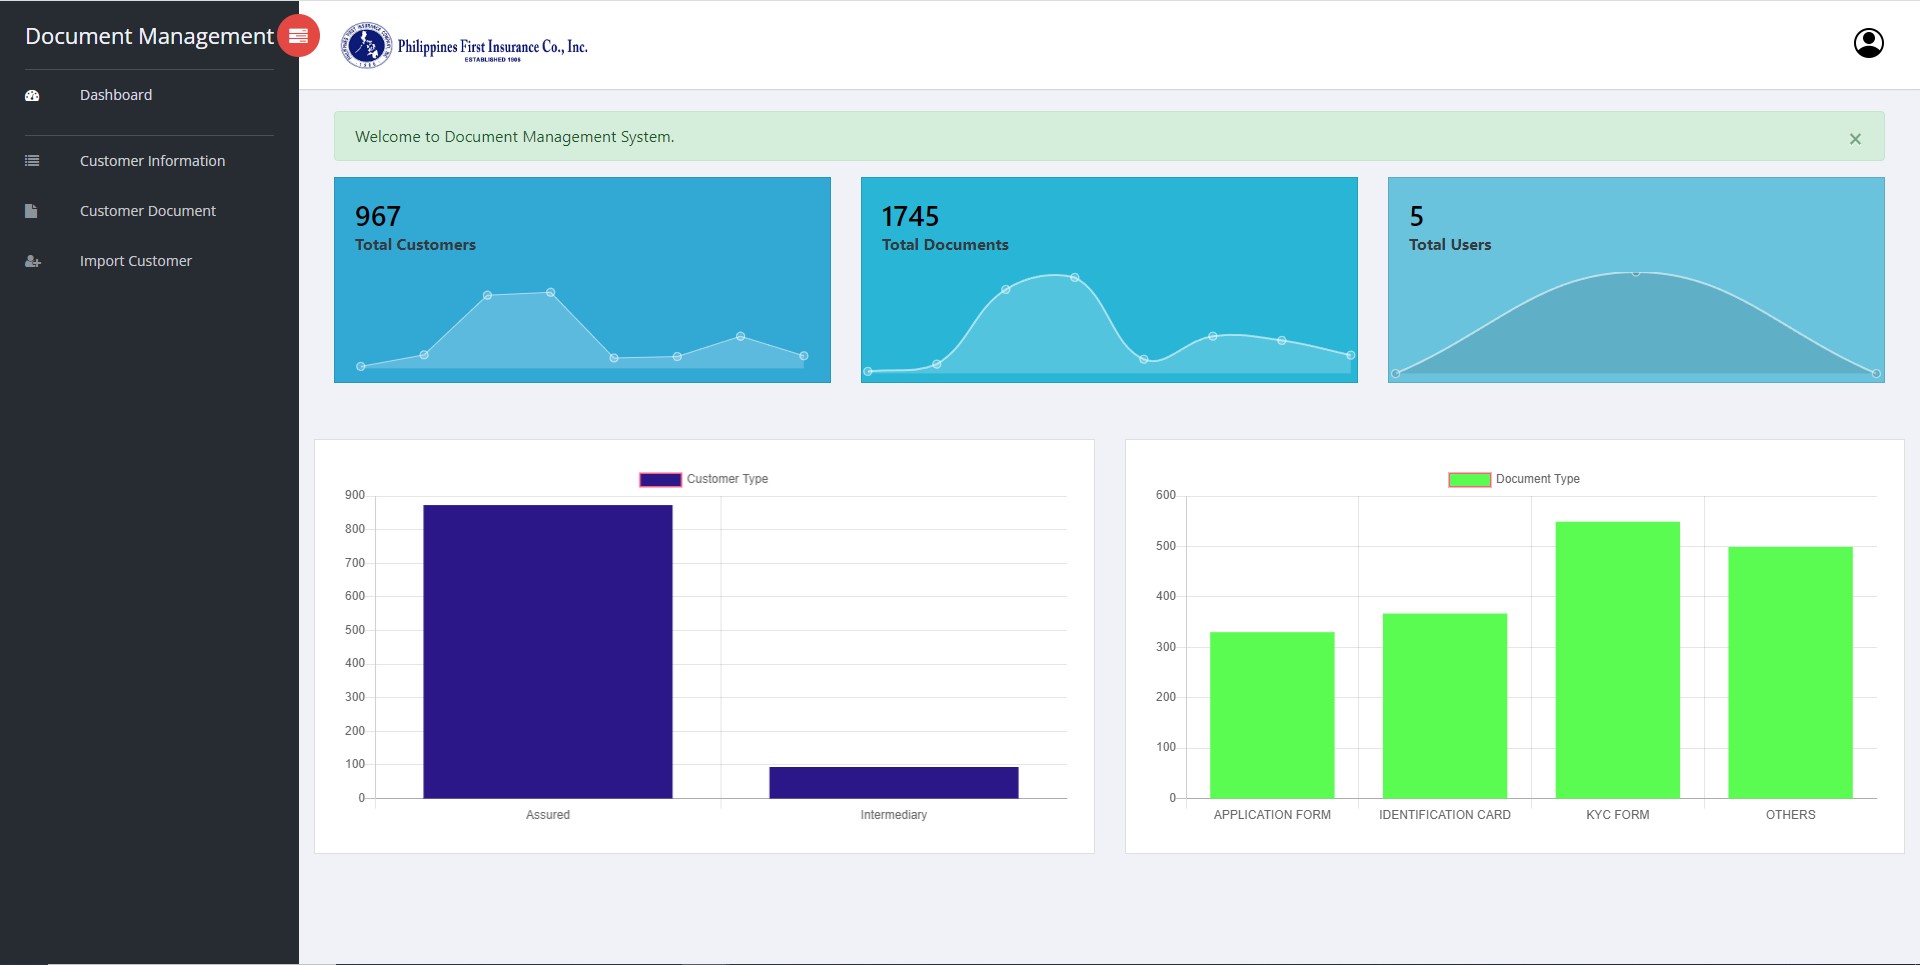 Document Management
Dashboard
Customer Information
Customer Document
Import Customer
Philippines First Insurance Co., Inc.
ESTABLISHED 1906
Welcome to Document Management System.
×
967
Total Customers
1745
Total Documents
5
Total Users
Customer Type
900
800
700
600
500
400
300
200
100
0
Assured
Intermediary
Document Type
600
500
400
300
200
100
0
APPLICATION FORM
IDENTIFICATION CARD
KYC FORM
OTHERS